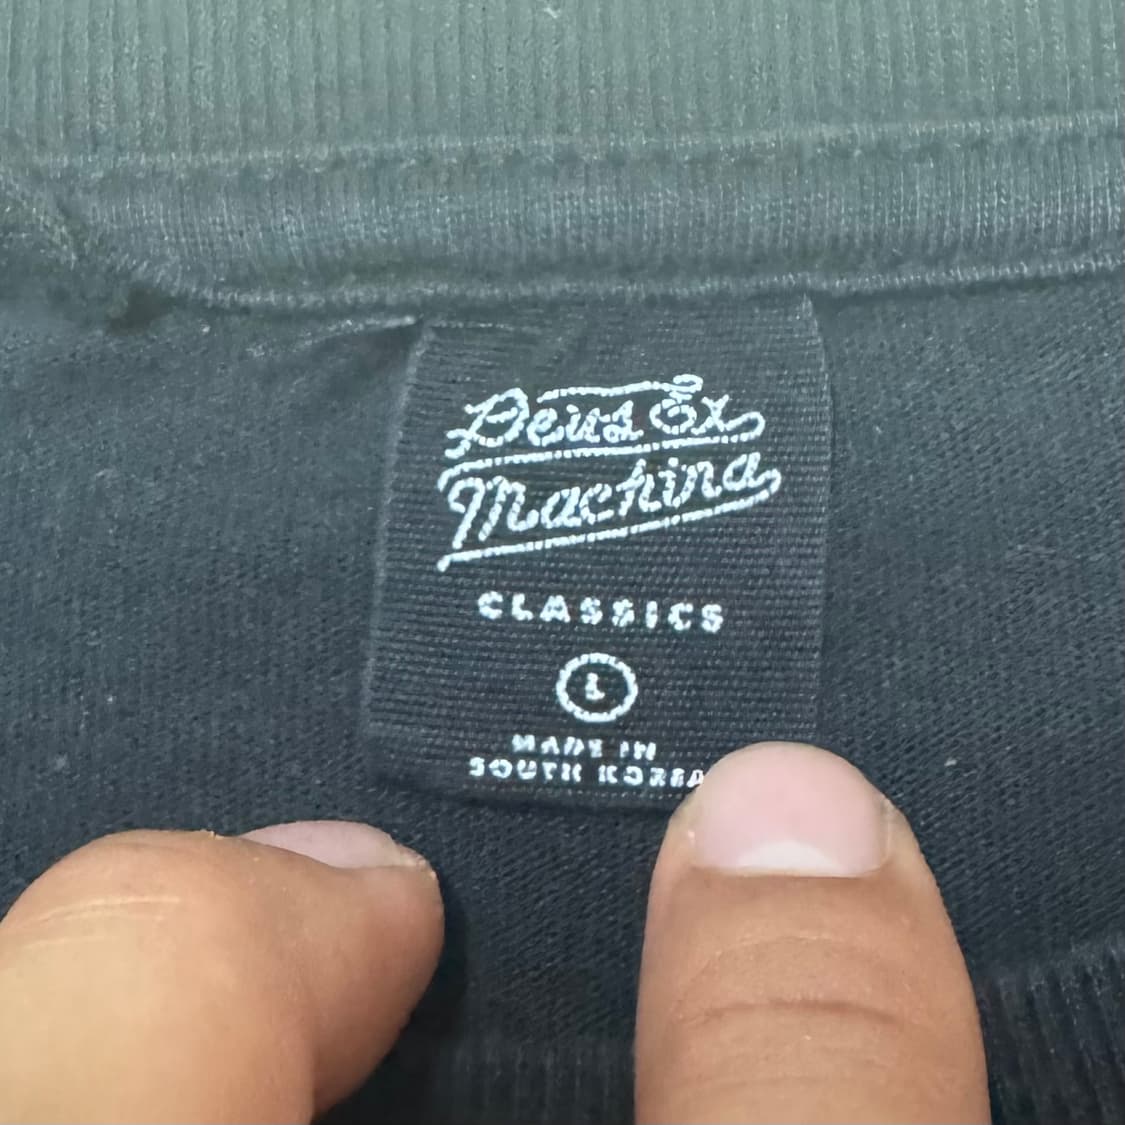 Deus Ex
Machina
CLASSICS
L
MADE IN
SOUTH KOREA